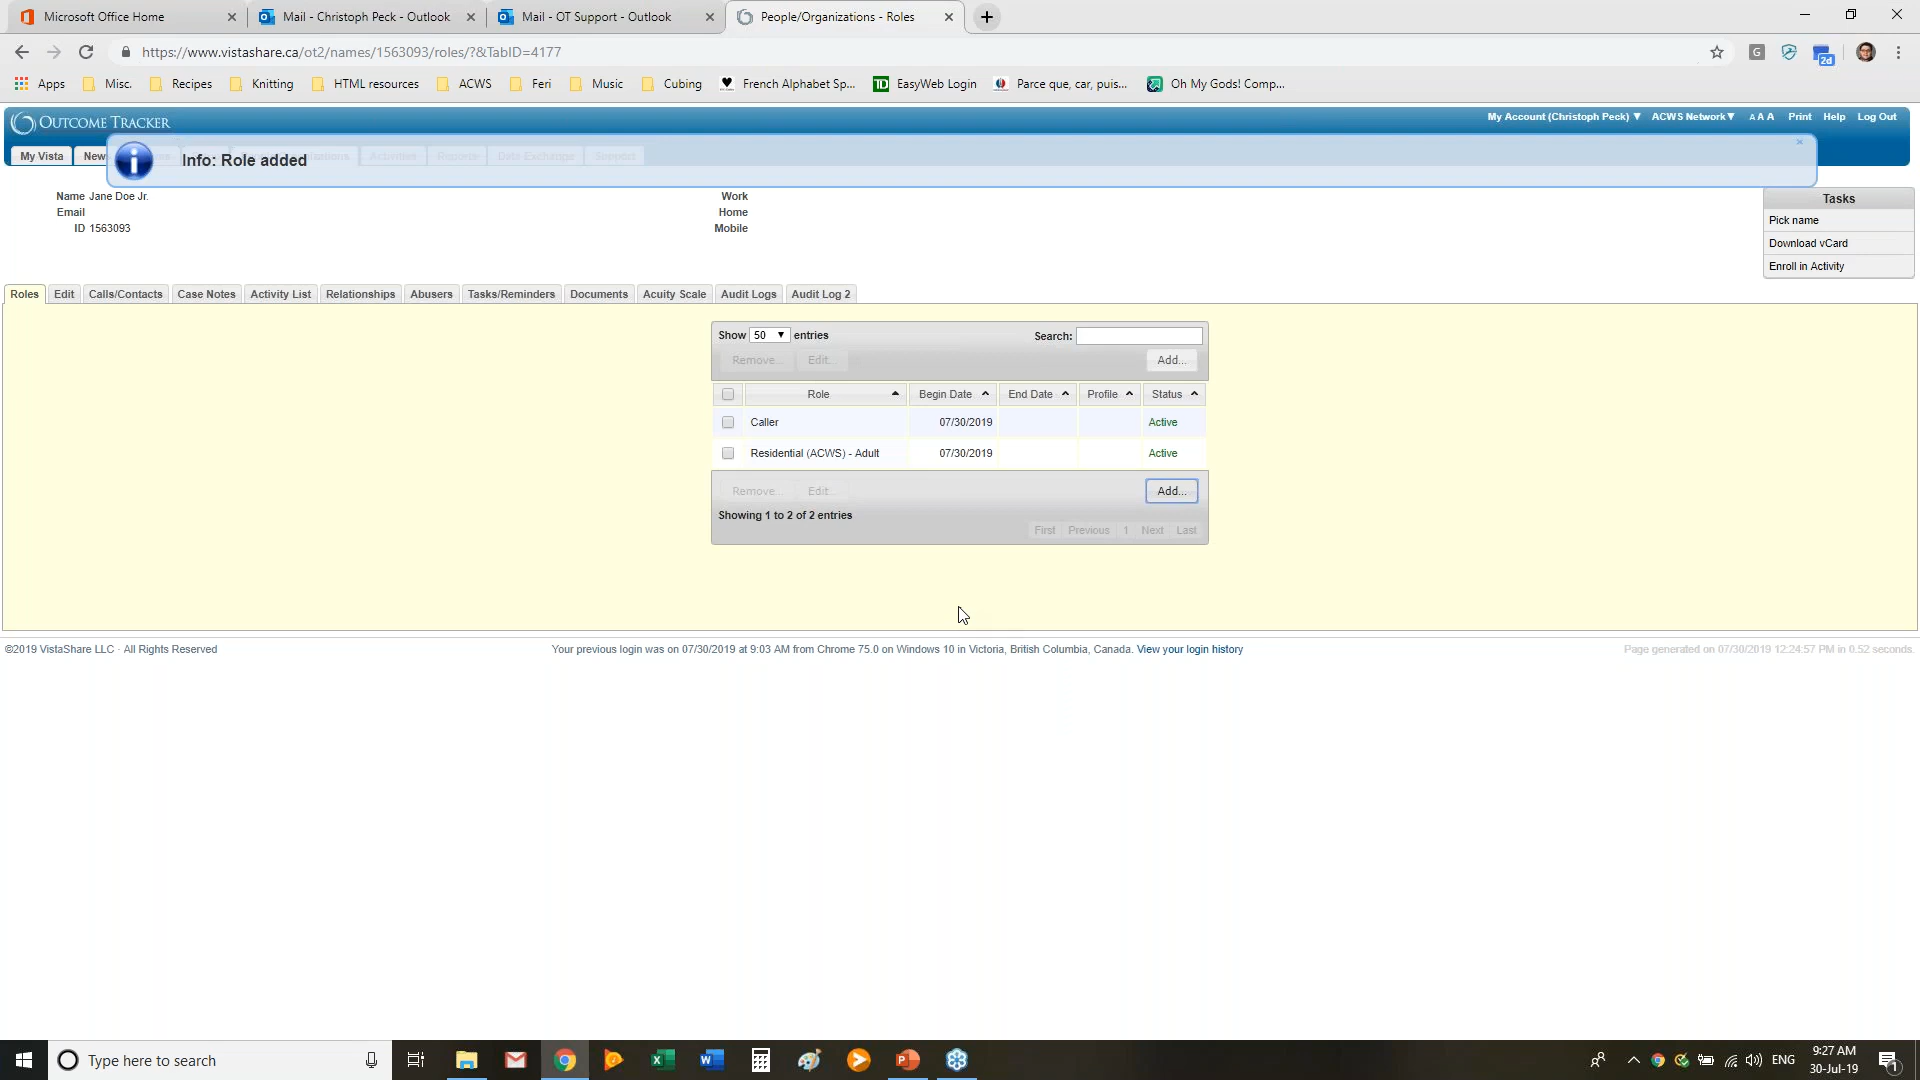 Microsoft Office Home
Mail - Christoph Peck - Outlook
Mail - OT Support - Outlook
People/Organizations - Roles
https://www.vistashare.ca/ot2/names/1563093/roles/?&TabID=4177
G
2d
Apps
Misc.
Recipes
Knitting
HTML resources
ACWS
Feri
Music
Cubing
French Alphabet Sp...
TD
EasyWeb Login
Parce que, car, puis...
Oh My Gods! Comp...
OUTCOME TRACKER
My Account (Christoph Peck) ▼ ACWS Network▼ A A A Print Help Log Out
My Vista
New
Activities
Reports
Data Exchange
Support
Info: Role added
Name Jane Doe Jr.
Email
ID 1563093
Work
Home
Mobile
Tasks
Pick name
Download vCard
Enroll in Activity
Roles Edit Calls/Contacts Case Notes Activity List Relationships Abusers Tasks/Reminders Documents Acuity Scale Audit Logs Audit Log 2
Show 50 entries Search:
Remove... Edit... Add...
Role Begin Date End Date Profile Status
Caller 07/30/2019 Active
Residential (ACWS) - Adult 07/30/2019 Active
Remove... Edit... Add...
Showing 1 to 2 of 2 entries
First Previous 1 Next Last
©2019 VistaShare LLC · All Rights Reserved
Your previous login was on 07/30/2019 at 9:03 AM from Chrome 75.0 on Windows 10 in Victoria, British Columbia, Canada. View your login history
Page generated on 07/30/2019 12:24:57 PM in 0.52 seconds.
Type here to search
ENG
9:27 AM
30-Jul-19
1